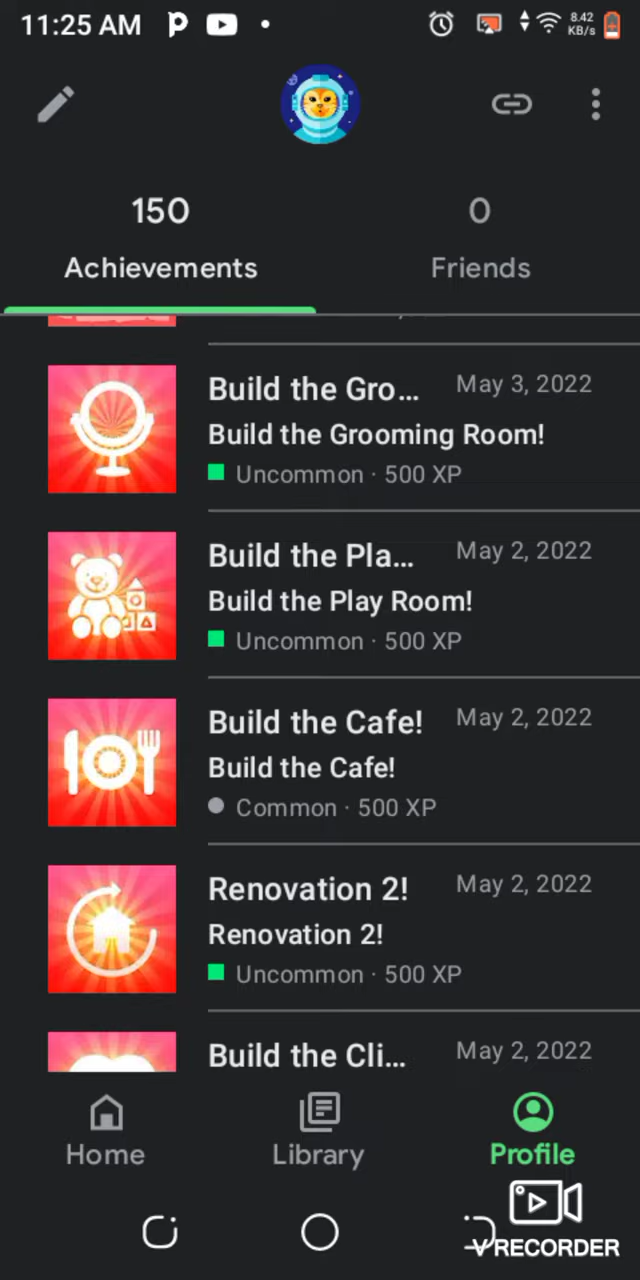 11:25 AM
8.42
KB/s
150
0
Achievements
Friends
Build the Gro...
May 3, 2022
Build the Grooming Room!
Uncommon · 500 XP
Build the Pla...
May 2, 2022
Build the Play Room!
Uncommon · 500 XP
Build the Cafe!
May 2, 2022
Build the Cafe!
Common · 500 XP
Renovation 2!
May 2, 2022
Renovation 2!
Uncommon · 500 XP
Build the Cli...
May 2, 2022
Home
Library
Profile
VRECORDER